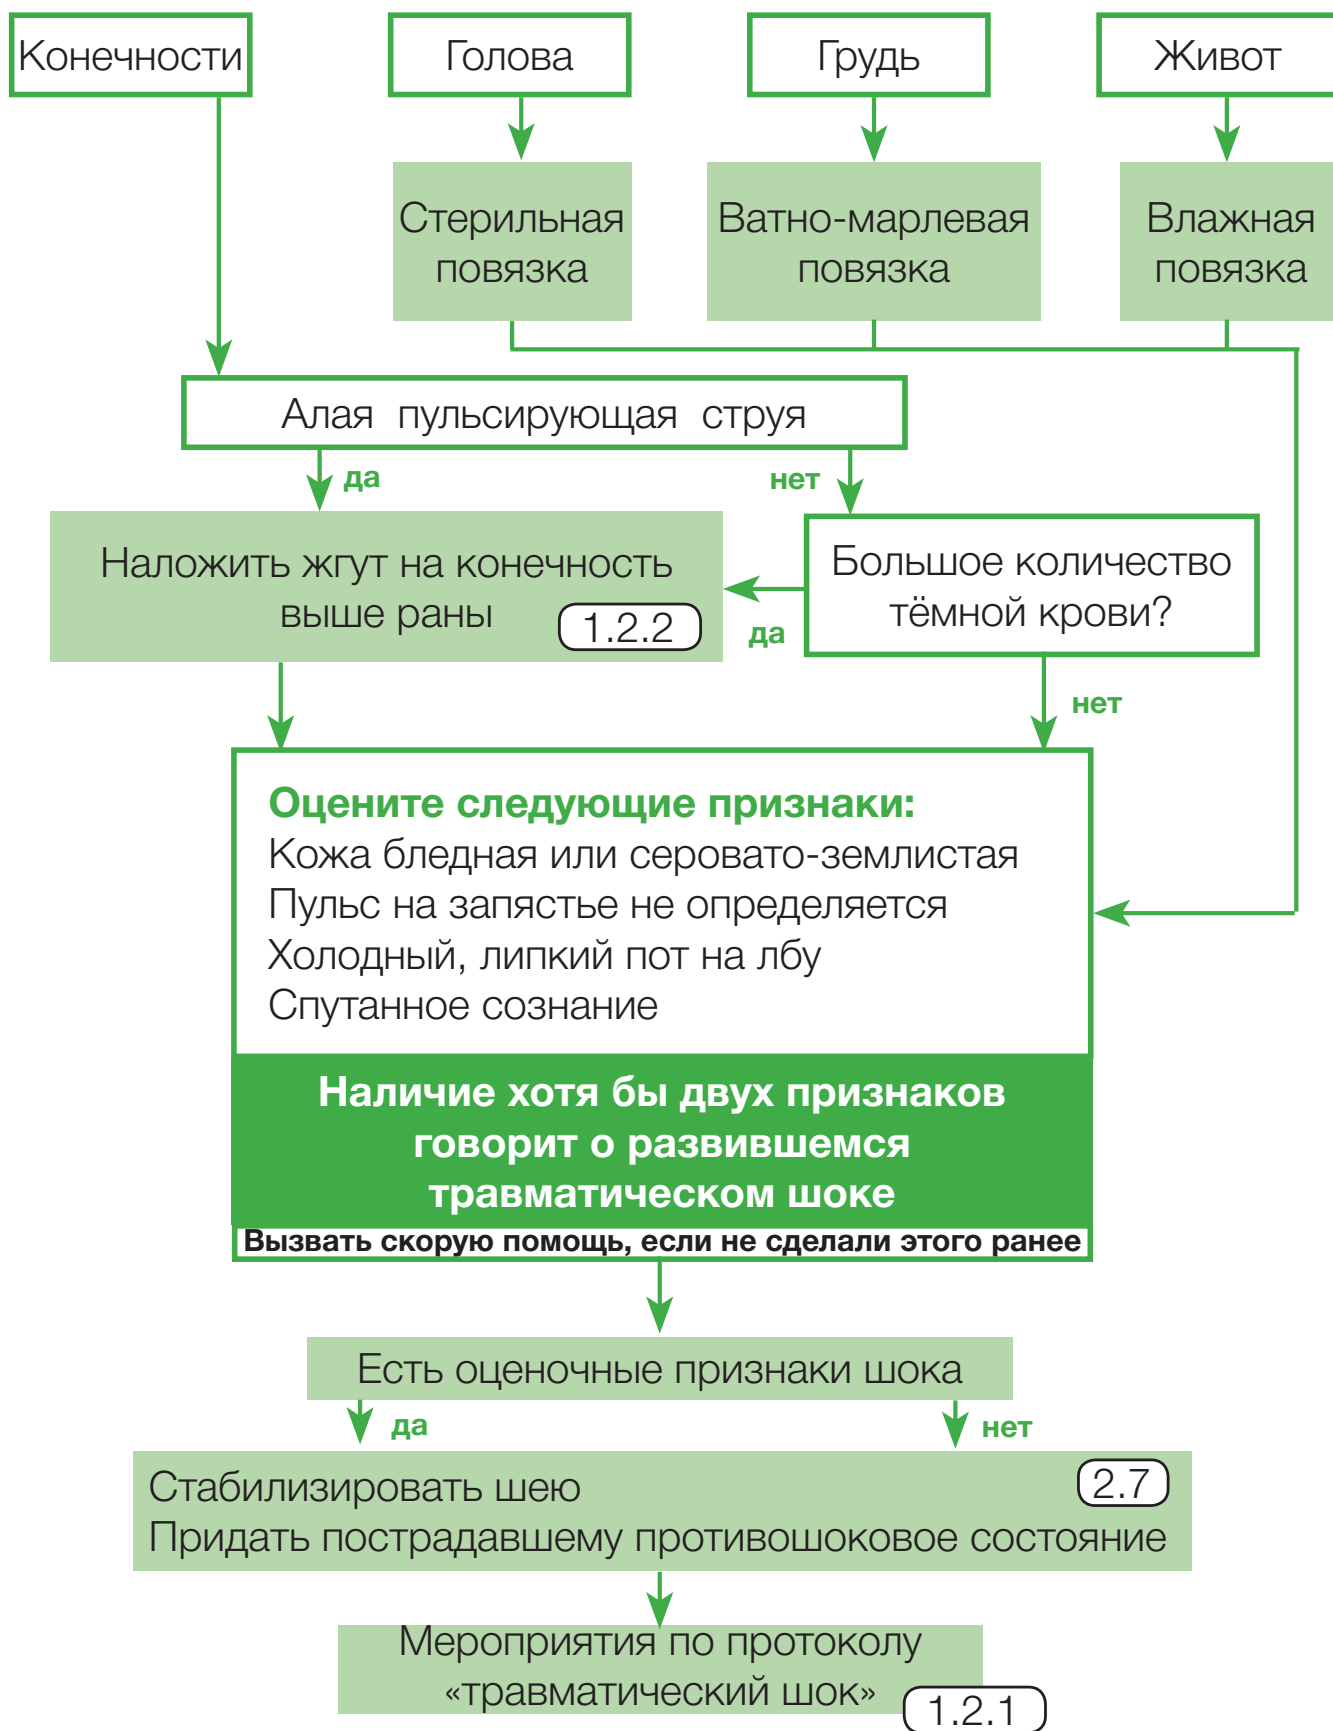 Конечности
Голова
Грудь
Живот
Стерильная
повязка
Ватно-марлевая
повязка
Влажная
повязка
Алая пульсирующая струя
да
нет
Наложить жгут на конечность
выше раны
1.2.2
Большое количество
тёмной крови?
да
нет
Оцените следующие признаки:
Кожа бледная или серовато-землистая
Пульс на запястье не определяется
Холодный, липкий пот на лбу
Спутанное сознание
Наличие хотя бы двух признаков
говорит о развившемся
травматическом шоке
Вызвать скорую помощь, если не сделали этого ранее
Есть оценочные признаки шока
да
нет
Стабилизировать шею
2.7
Придать пострадавшему противошоковое состояние
Мероприятия по протоколу
«травматический шок»
1.2.1